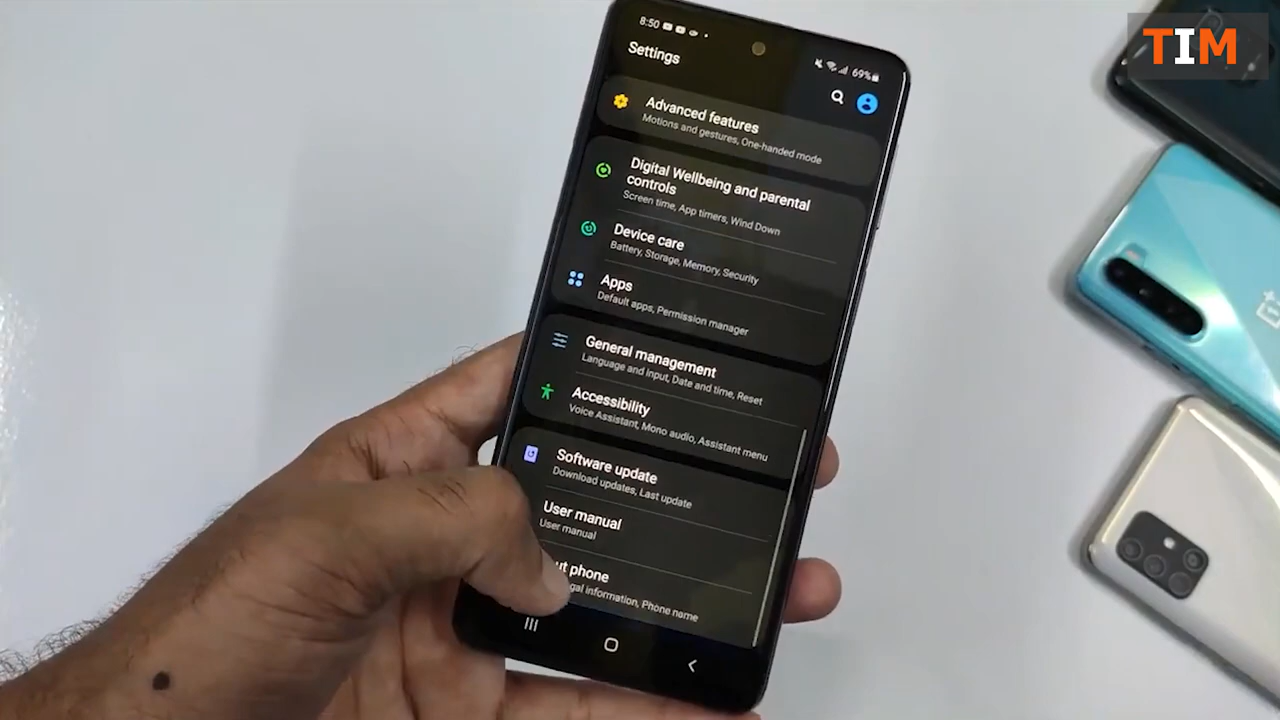 TIM
8:50
69%
Settings
Advanced features
Motions and gestures, One-handed mode
Digital Wellbeing and parental
controls
Screen time, App timers, Wind Down
Device care
Battery, Storage, Memory, Security
Apps
Default apps, Permission manager
General management
Language and input, Date and time, Reset
Accessibility
Voice Assistant, Mono audio, Assistant menu
Software update
Download updates, Last update
User manual
User manual
ut phone
gal information, Phone name